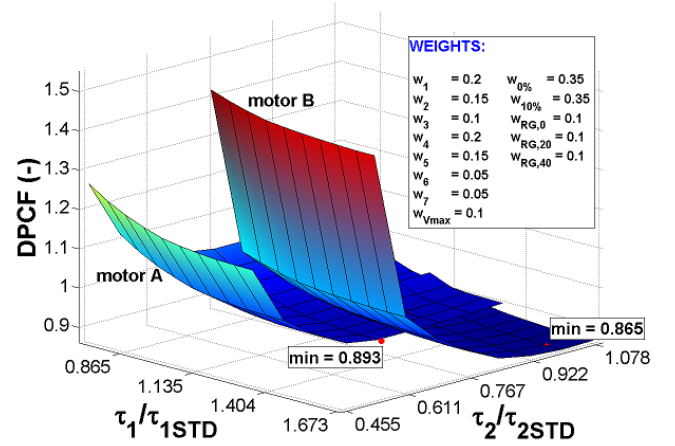 WEIGHTS:
w1 = 0.2 w0% = 0.35
w2 = 0.15 w10% = 0.35
w3 = 0.1 wRG,0 = 0.1
w4 = 0.2 wRG,20 = 0.1
w5 = 0.15 wRG,40 = 0.1
w6 = 0.05
w7 = 0.05
wVmax = 0.1
motor B
motor A
DPCF (-)
1.5
1.4
1.3
1.2
1.1
1
0.9
min = 0.893
min = 0.865
0.865
1.135
1.404
1.673
τ1/τ1STD
0.455
0.611
0.767
0.922
1.078
τ2/τ2STD